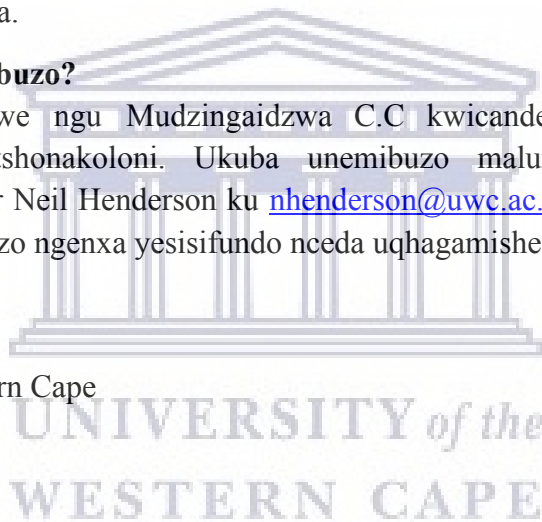 a.
buzo?
we ngu Mudzingaidzwa C.C kwicande
tshonakoloni. Ukuba unemibuzo malu
r Neil Henderson ku nhenderson@uwc.ac.
zo ngenxa yesisifundo nceda uqhagamishe
rn Cape
UNIVERSITY of the
WESTERN CAPE